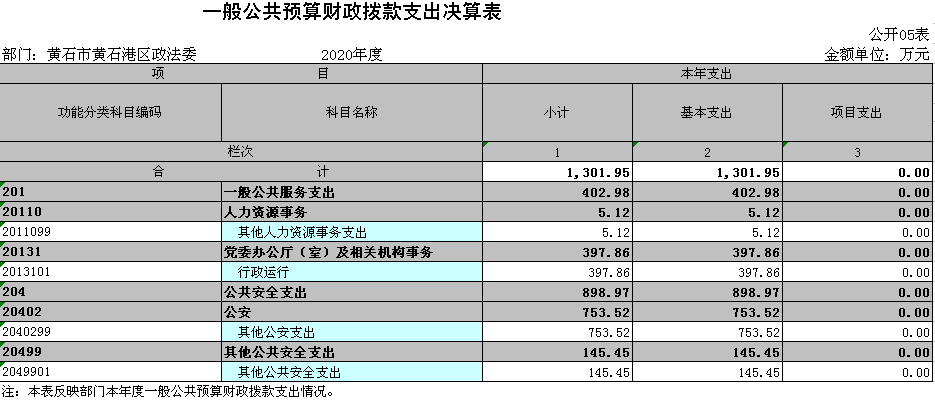 一般公共预算财政拨款支出决算表
公开05表
部门：黄石市黄石港区政法委 2020年度 金额单位：万元
项 目 本年支出
功能分类科目编码 科目名称 小计 基本支出 项目支出
栏次 1 2 3
合 计 1,301.95 1,301.95 0.00
201 一般公共服务支出 402.98 402.98 0.00
20110 人力资源事务 5.12 5.12 0.00
2011099 其他人力资源事务支出 5.12 5.12 0.00
20131 党委办公厅（室）及相关机构事务 397.86 397.86 0.00
2013101 行政运行 397.86 397.86 0.00
204 公共安全支出 898.97 898.97 0.00
20402 公安 753.52 753.52 0.00
2040299 其他公安支出 753.52 753.52 0.00
20499 其他公共安全支出 145.45 145.45 0.00
2049901 其他公共安全支出 145.45 145.45 0.00
注：本表反映部门本年度一般公共预算财政拨款支出情况。